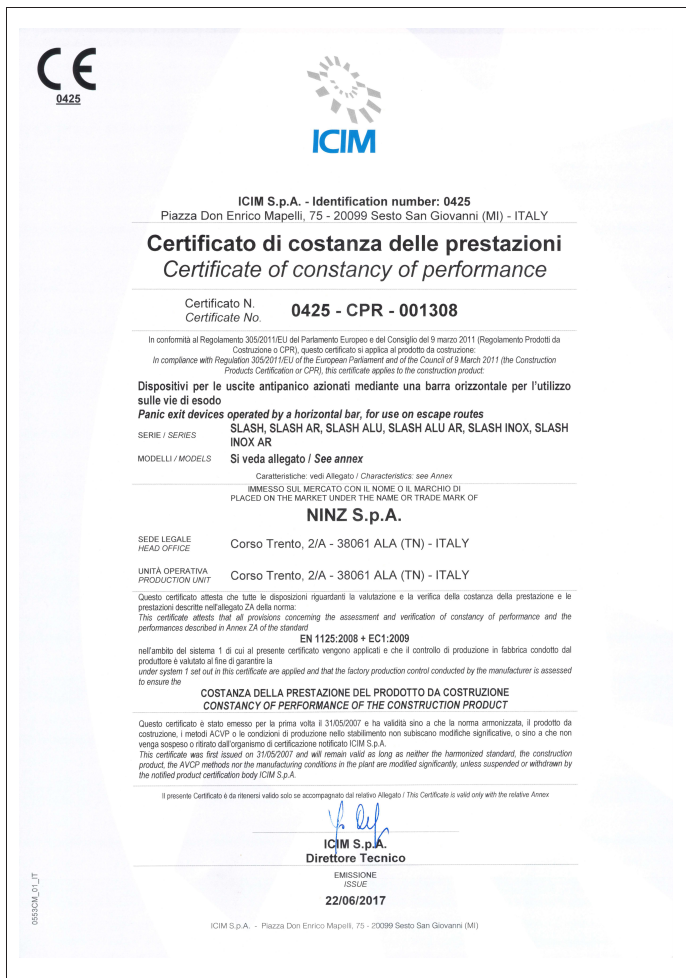 CE
0425
ICIM
ICIM S.p.A. - Identification number: 0425
Piazza Don Enrico Mapelli, 75 - 20099 Sesto San Giovanni (MI) - ITALY
Certificato di costanza delle prestazioni
Certificate of constancy of performance
Certificato N.
Certificate No.
0425 - CPR - 001308
In conformità al Regolamento 305/2011/EU del Parlamento Europeo e del Consiglio del 9 marzo 2011 (Regolamento Prodotti da
Costruzione o CPR), questo certificato si applica al prodotto da costruzione:
In compliance with Regulation 305/2011/EU of the European Parliament and of the Council of 9 March 2011 (the Construction
Products Certification or CPR), this certificate applies to the construction product:
Dispositivi per le uscite antipanico azionati mediante una barra orizzontale per l'utilizzo
sulle vie di esodo
Panic exit devices operated by a horizontal bar, for use on escape routes
SERIE / SERIES
SLASH, SLASH AR, SLASH ALU, SLASH ALU AR, SLASH INOX, SLASH
INOX AR
MODELLI / MODELS
Si veda allegato / See annex
Caratteristiche: vedi Allegato / Characteristics: see Annex
IMMESSO SUL MERCATO CON IL NOME O IL MARCHIO DI
PLACED ON THE MARKET UNDER THE NAME OR TRADE MARK OF
NINZ S.p.A.
SEDE LEGALE
HEAD OFFICE
Corso Trento, 2/A - 38061 ALA (TN) - ITALY
UNITÀ OPERATIVA
PRODUCTION UNIT
Corso Trento, 2/A - 38061 ALA (TN) - ITALY
Questo certificato attesta che tutte le disposizioni riguardanti la valutazione e la verifica della costanza della prestazione e le
prestazioni descritte nell'allegato ZA della norma:
This certificate attests that all provisions concerning the assessment and verification of constancy of performance and the
performances described in Annex ZA of the standard
EN 1125:2008 + EC1:2009
nell'ambito del sistema 1 di cui al presente certificato vengono applicati e che il controllo di produzione in fabbrica condotto dal
produttore è valutato al fine di garantire la
under system 1 set out in this certificate are applied and that the factory production control conducted by the manufacturer is assessed
to ensure the
COSTANZA DELLA PRESTAZIONE DEL PRODOTTO DA COSTRUZIONE
CONSTANCY OF PERFORMANCE OF THE CONSTRUCTION PRODUCT
Questo certificato è stato emesso per la prima volta il 31/05/2007 e ha validità sino a che la norma armonizzata, il prodotto da
costruzione, i metodi ACVP o le condizioni di produzione nello stabilimento non subiscano modifiche significative, o sino a che non
venga sospeso o ritirato dall'organismo di certificazione notificato ICIM S.p.A.
This certificate was first issued on 31/05/2007 and will remain valid as long as neither the harmonized standard, the construction
product, the AVCP methods nor the manufacturing conditions in the plant are modified significantly, unless suspended or withdrawn by
the notified product certification body ICIM S.p.A.
Il presente Certificato è da ritenersi valido solo se accompagnato dal relativo Allegato / This Certificate is valid only with the relative Annex
ICIM S.p.A.
Direttore Tecnico
EMISSIONE
ISSUE
22/06/2017
0553CM_01_IT
ICIM S.p.A. - Piazza Don Enrico Mapelli, 75 - 20099 Sesto San Giovanni (MI)